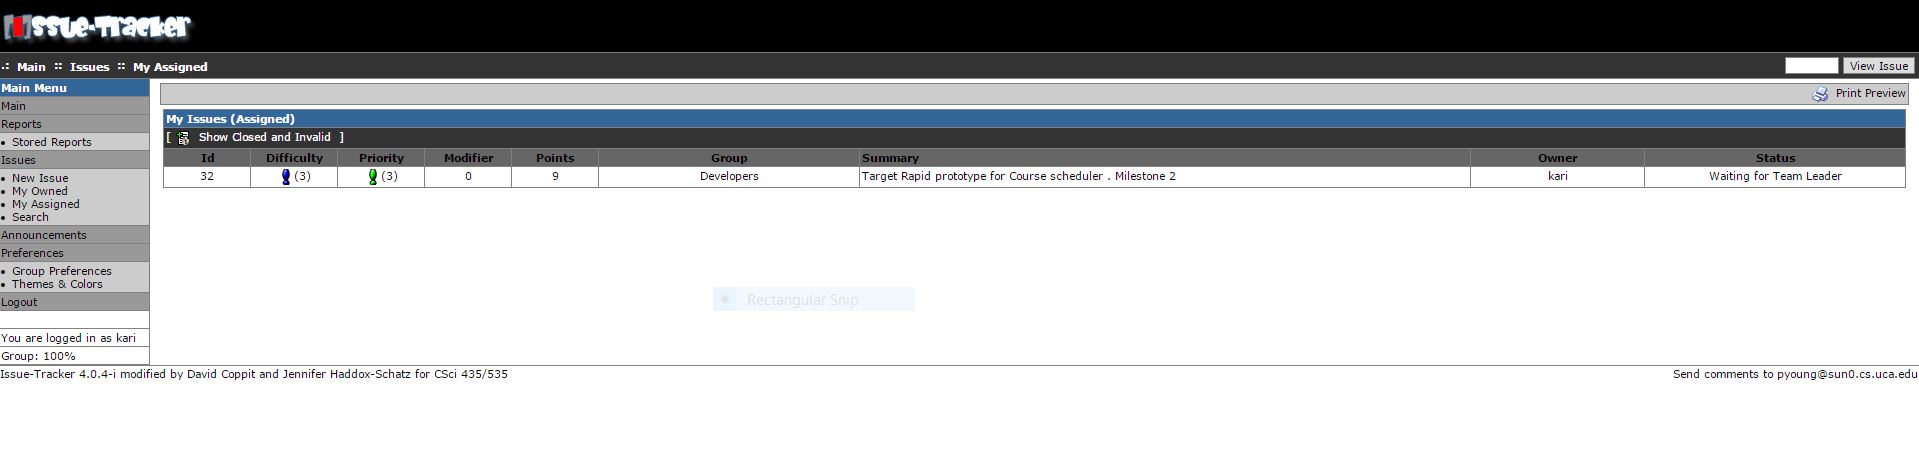 Issue-Tracker
.: Main :: Issues :: My Assigned View Issue
Main Menu
Main
Reports
• Stored Reports
Issues
• New Issue
• My Owned
• My Assigned
• Search
Announcements
Preferences
• Group Preferences
• Themes & Colors
Logout
You are logged in as kari
Group: 100%
Print Preview
My Issues (Assigned)
[ Show Closed and Invalid ]
Id Difficulty Priority Modifier Points Group Summary Owner Status
32 (3) (3) 0 9 Developers Target Rapid prototype for Course scheduler . Milestone 2 kari Waiting for Team Leader
Rectangular Snip
Issue-Tracker 4.0.4-i modified by David Coppit and Jennifer Haddox-Schatz for CSci 435/535 Send comments to pyoung@sun0.cs.uca.edu